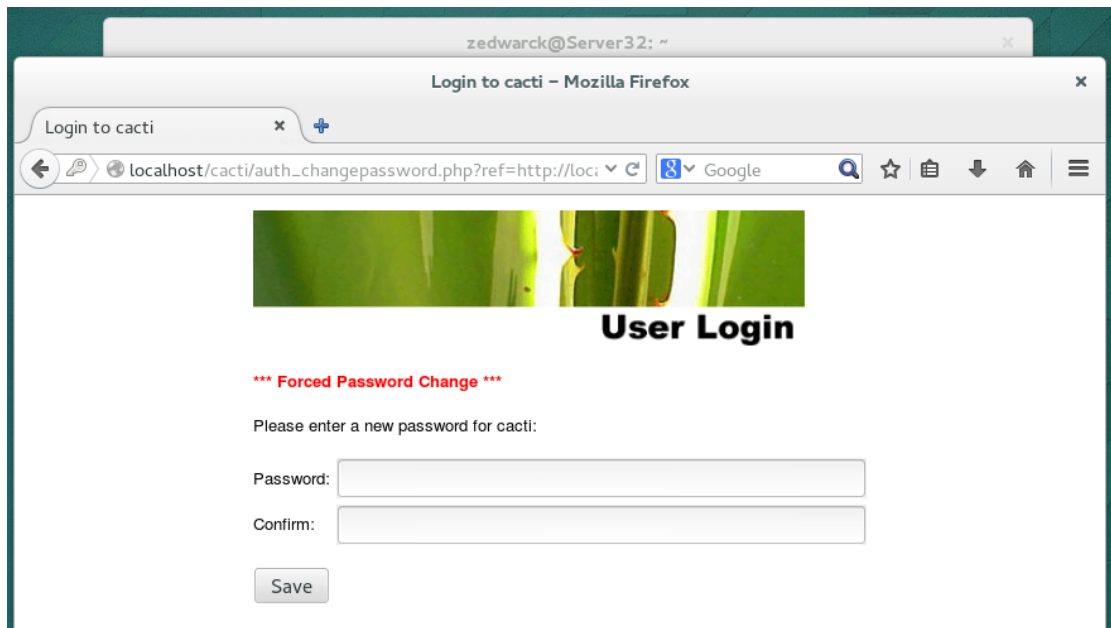 zedwarck@Server32: ~
Login to cacti – Mozilla Firefox
Login to cacti
localhost/cacti/auth_changepassword.php?ref=http://loca
Google
User Login
*** Forced Password Change ***
Please enter a new password for cacti:
Password:
Confirm:
Save